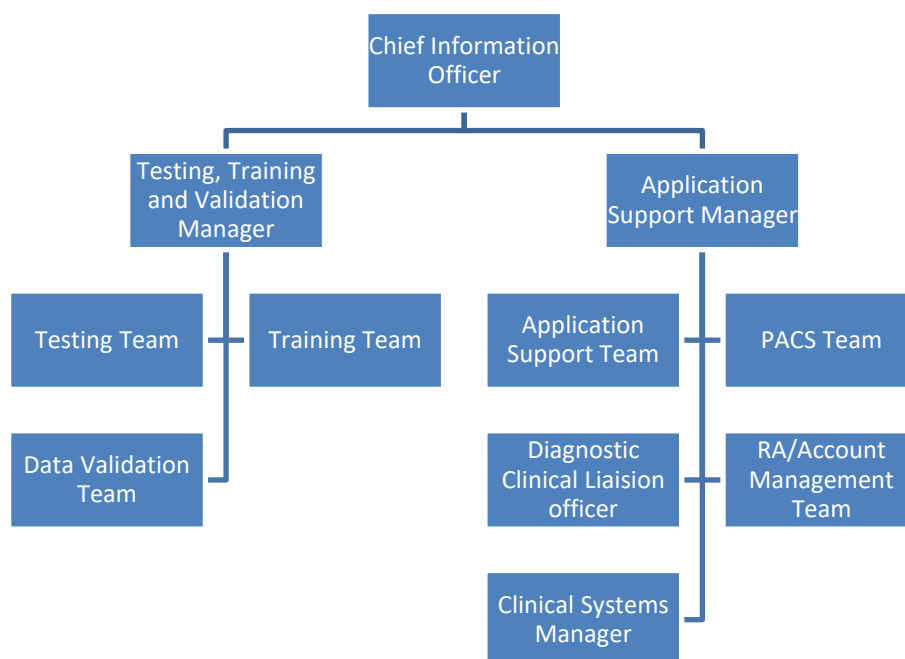 Chief Information
Officer
Testing, Training
and Validation
Manager
Application
Support Manager
Testing Team
Training Team
Application
Support Team
PACS Team
Data Validation
Team
Diagnostic
Clinical Liaision
officer
RA/Account
Management
Team
Clinical Systems
Manager